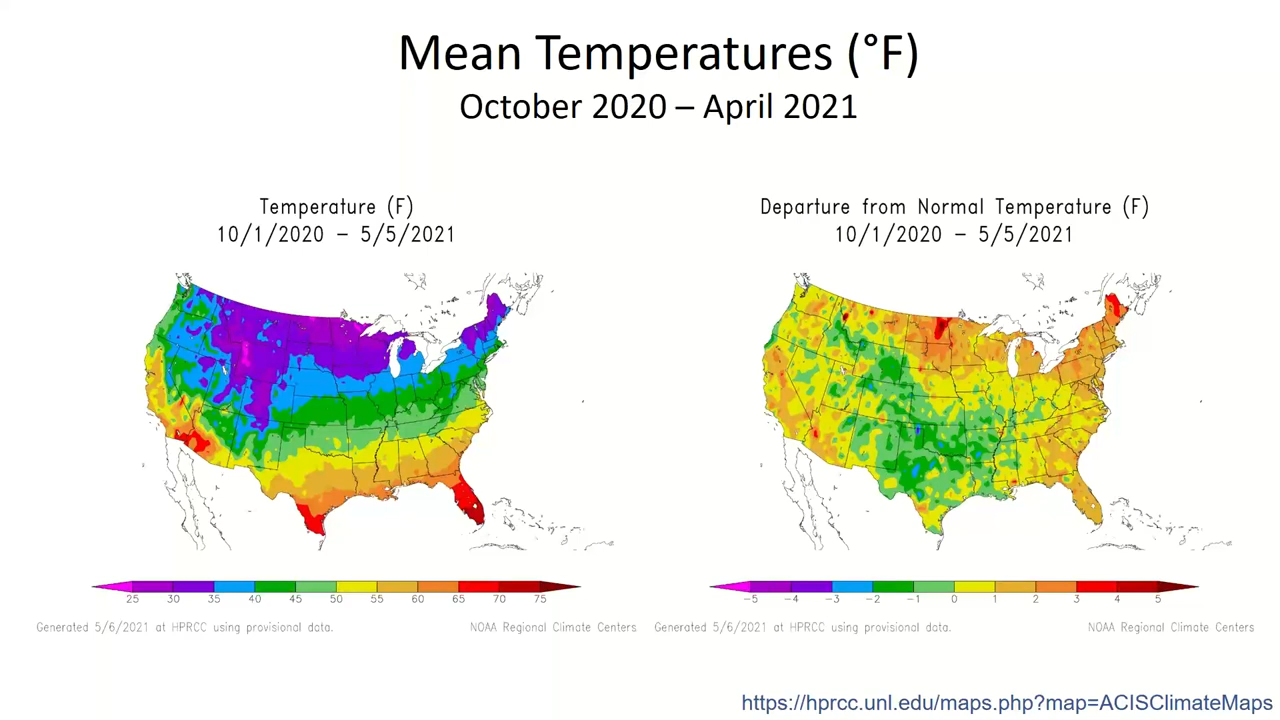 Mean Temperatures (°F)
October 2020 – April 2021
Temperature (F)
10/1/2020 – 5/5/2021
Departure from Normal Temperature (F)
10/1/2020 – 5/5/2021
25 30 35 40 45 50 55 60 65 70 75
-5 -4 -3 -2 -1 0 1 2 3 4 5
Generated 5/6/2021 at HPRCC using provisional data.
NOAA Regional Climate Centers
Generated 5/6/2021 at HPRCC using provisional data.
NOAA Regional Climate Centers
https://hprcc.unl.edu/maps.php?map=ACISClimateMaps